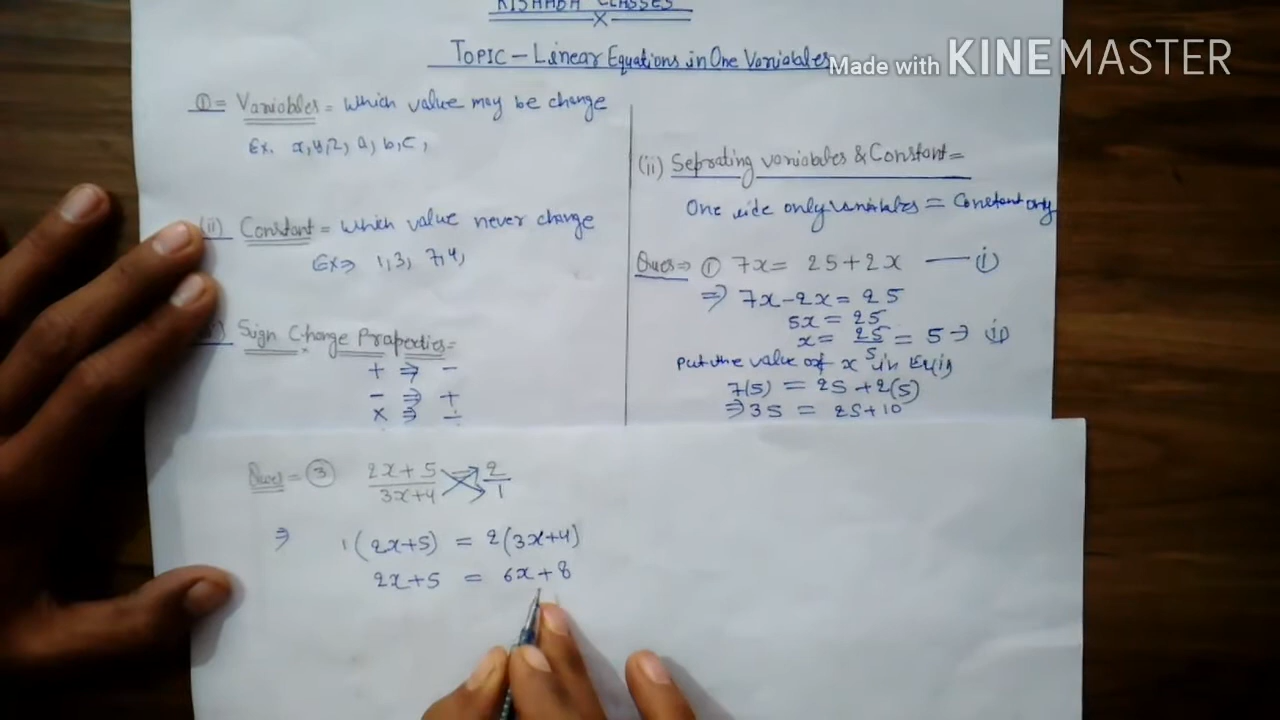 RISHABH CLASSES
TOPIC - Linear Equations in One Variables
Made with KINEMASTER
① = Variables = Which value may be change
Ex. x, y, z, a, b, c,
(ii) Constant = Which value never change
Ex ⇒ 1, 3, 7, 4,
Sign Change Properties =
+ ⇒ -
- ⇒ +
× ⇒ ÷
(ii) Seprating variables & Constant =
One side only variables = Constant only
Ques ⇒ ① 7x = 25 + 2x — (i)
⇒ 7x - 2x = 25
5x = 25
x = 25/5 = 5 → (ii)
Put the value of x in Eq(i)
7(5) = 25 + 2(5)
⇒ 35 = 25 + 10
Ques = ③ 2x + 5 / 3x + 4 = 2/1
⇒ 1(2x + 5) = 2(3x + 4)
2x + 5 = 6x + 8